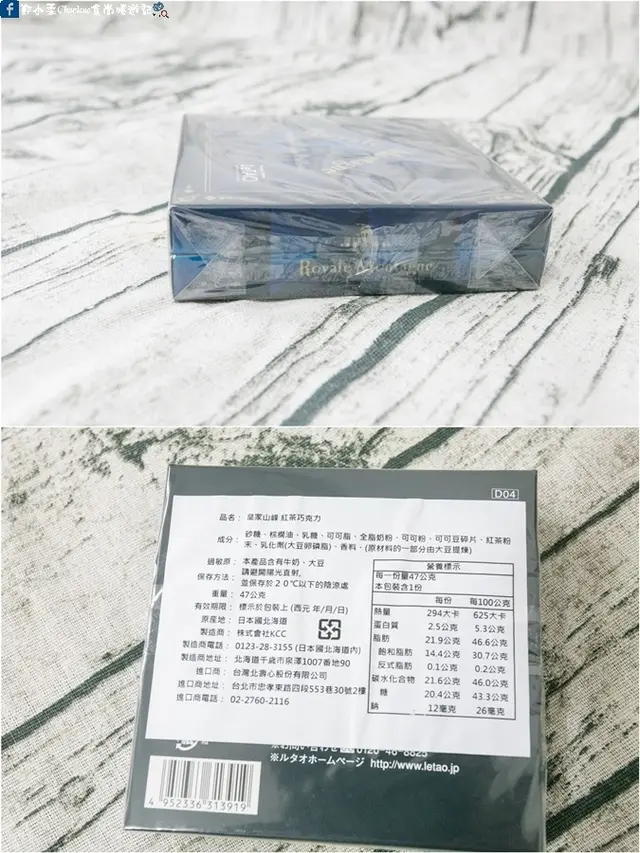 Chuchu食尚嬉遊記
LeTAO
Royale Montagne
D04
品名： 皇家山峰 紅茶巧克力
成分： 砂糖、棕櫚油、乳糖、可可脂、全脂奶粉、可可粉、可可豆碎片、紅茶粉
末、乳化劑(大豆卵磷脂)、香料、(原材料的一部分由大豆提煉)
過敏原： 本產品含有牛奶、大豆
保存方法： 請避開陽光直射,
並保存於20℃以下的陰涼處
重量： 47公克
有效期限： 標示於包裝上(西元 年/月/日)
原產地： 日本國北海道
製造商： 株式會社KCC
製造商電話： 0123-28-3155 (日本國北海道內)
製造商地址： 北海道千歲市泉澤1007番地90
進口商： 台灣北壽心股份有限公司
進口商地址： 台北市忠孝東路四段553巷30號2樓
進口商電話： 02-2760-2116
營養標示
每一份量47公克
本包裝含1份
每份 每100公克
熱量 294大卡 625大卡
蛋白質 2.5公克 5.3公克
脂肪 21.9公克 46.6公克
飽和脂肪 14.4公克 30.7公克
反式脂肪 0.1公克 0.2公克
碳水化合物 21.6公克 46.0公克
糖 20.4公克 43.3公克
鈉 12毫克 26毫克
※お問い合わせ 0120-46-8825
※ルタオホームページ http://www.letao.jp
4 952336 313919